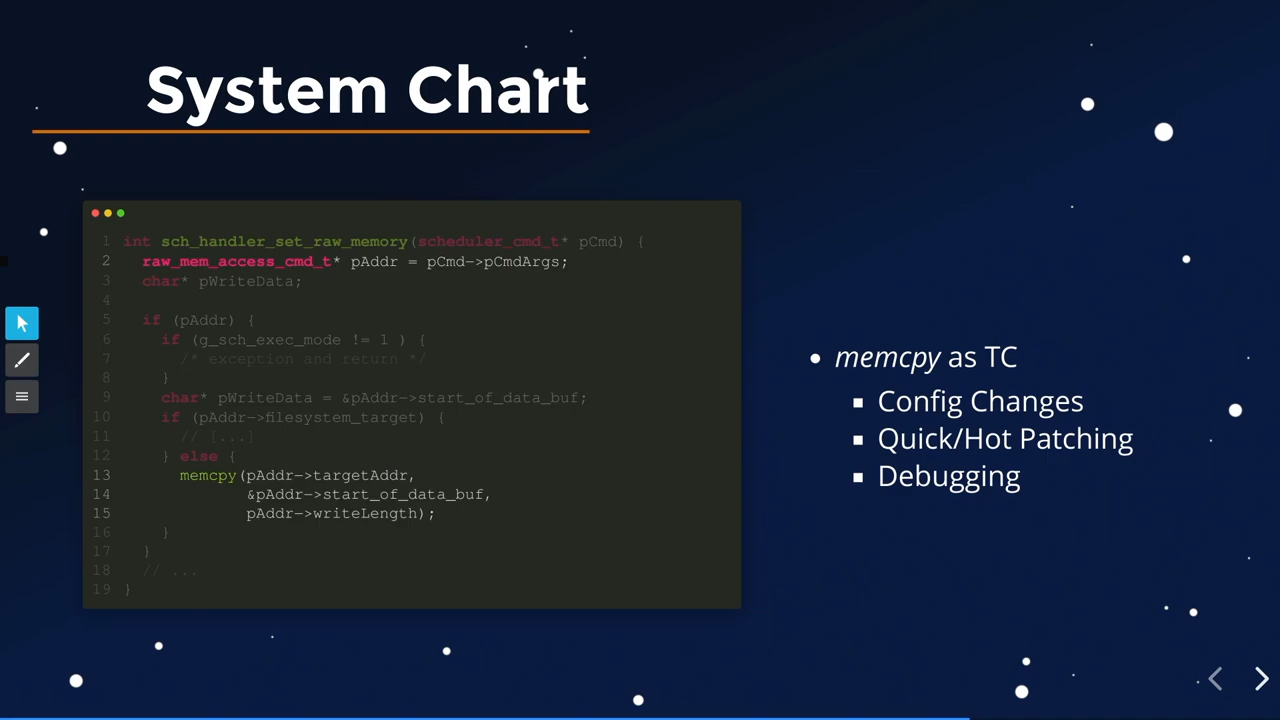 System Chart
1 int sch_handler_set_raw_memory(scheduler_cmd_t* pCmd) {
2 raw_mem_access_cmd_t* pAddr = pCmd->pCmdArgs;
3 char* pWriteData;
4
5 if (pAddr) {
6 if (g_sch_exec_mode != 1 ) {
7 /* exception and return */
8 }
9 char* pWriteData = &pAddr->start_of_data_buf;
10 if (pAddr->filesystem_target) {
11 // [...]
12 } else {
13 memcpy(pAddr->targetAddr,
14 &pAddr->start_of_data_buf,
15 pAddr->writeLength);
16 }
17 }
18 // ...
19 }
• memcpy as TC
▪ Config Changes
▪ Quick/Hot Patching
▪ Debugging